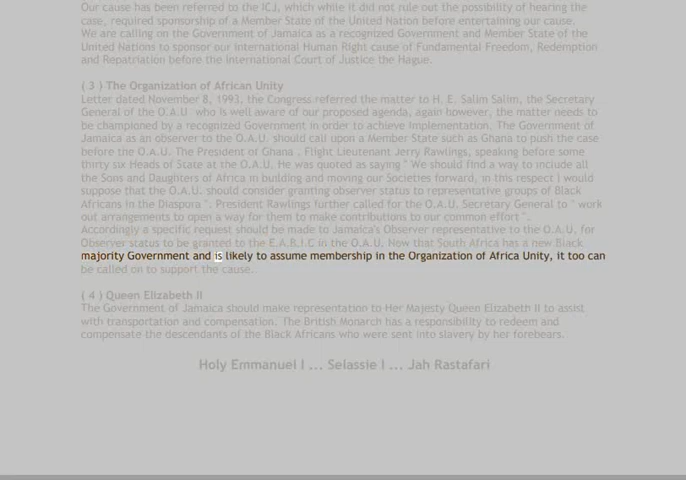 Our cause has been referred to the ICJ, which while it did not rule out the possibility of hearing the
case, required sponsorship of a Member State of the United Nation before entertaining our cause.
We are calling on the Government of Jamaica as a recognized Government and Member State of the
United Nations to sponsor our International Human Right cause of Fundamental Freedom, Redemption
and Repatriation before the International Court of Justice the Hague.
( 3 ) The Organization of African Unity
Letter dated November 8, 1993, the Congress referred the matter to H. E. Salim Salim, the Secretary
General of the O.A.U who is well aware of our proposed agenda, again however, the matter needs to
be championed by a recognized Government in order to achieve implementation. The Government of
Jamaica as an observer to the O.A.U. should call upon a Member State such as Ghana to push the case
before the O.A.U. The President of Ghana , Flight Lieutenant Jerry Rawlings, speaking before some
thirty six Heads of State at the O.A.U. He was quoted as saying " We should find a way to include all
the Sons and Daughters of Africa in building and moving our Societies forward, in this respect I would
suppose that the O.A.U. should consider granting observer status to representative groups of Black
Africans in the Diaspora ". President Rawlings further called for the O.A.U. Secretary General to " work
out arrangements to open a way for them to make contributions to our common effort ".
Accordingly a specific request should be made to Jamaica's Observer representative to the O.A.U, for
Observer status to be granted to the E.A.B.I.C in the O.A.U. Now that South Africa has a new Black
majority Government and is likely to assume membership in the Organization of Africa Unity, it too can
be called on to support the cause.
( 4 ) Queen Elizabeth II
The Government of Jamaica should make representation to Her Majesty Queen Elizabeth II to assist
with transportation and compensation. The British Monarch has a responsibility to redeem and
compensate the descendants of the Black Africans who were sent into slavery by her forebears.
Holy Emmanuel I ... Selassie I ... Jah Rastafari